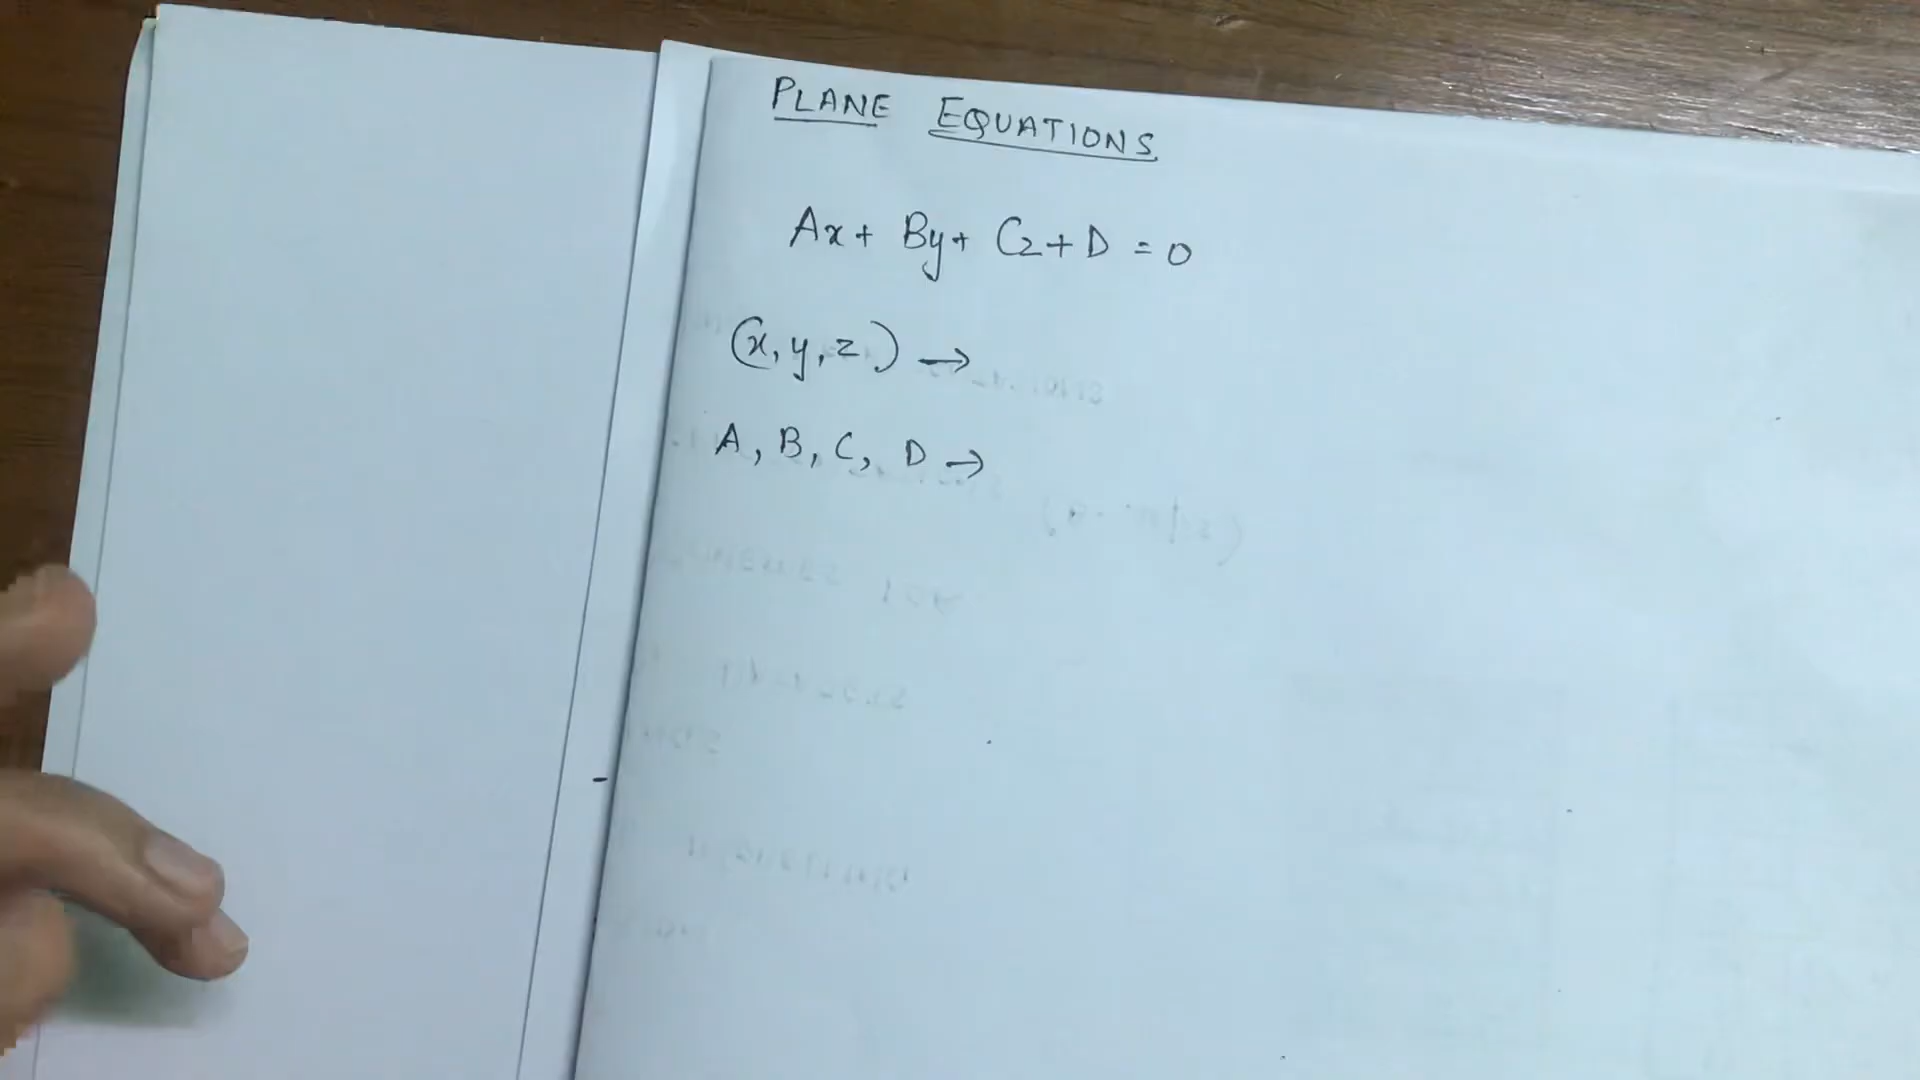 PLANE EQUATIONS
Ax + By + Cz + D = 0
(x, y, z) →
A, B, C, D →